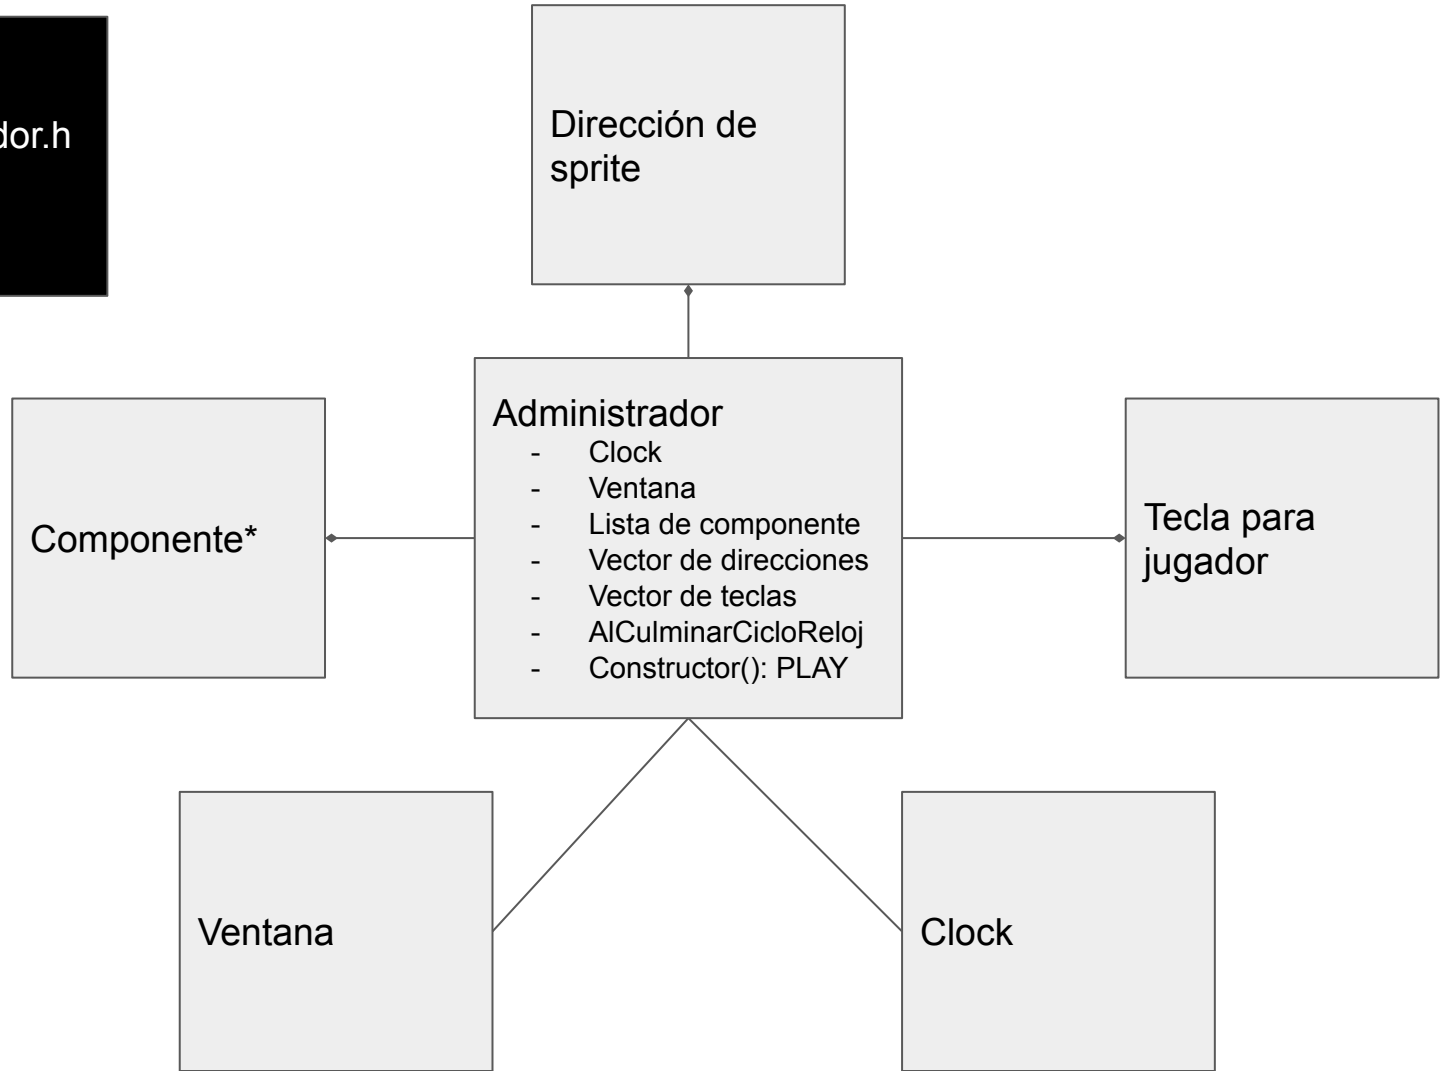 dor.h
Dirección de
sprite
Administrador
- Clock
- Ventana
- Lista de componente
- Vector de direcciones
- Vector de teclas
- AlCulminarCicloReloj
- Constructor(): PLAY
Componente*
Tecla para
jugador
Ventana
Clock